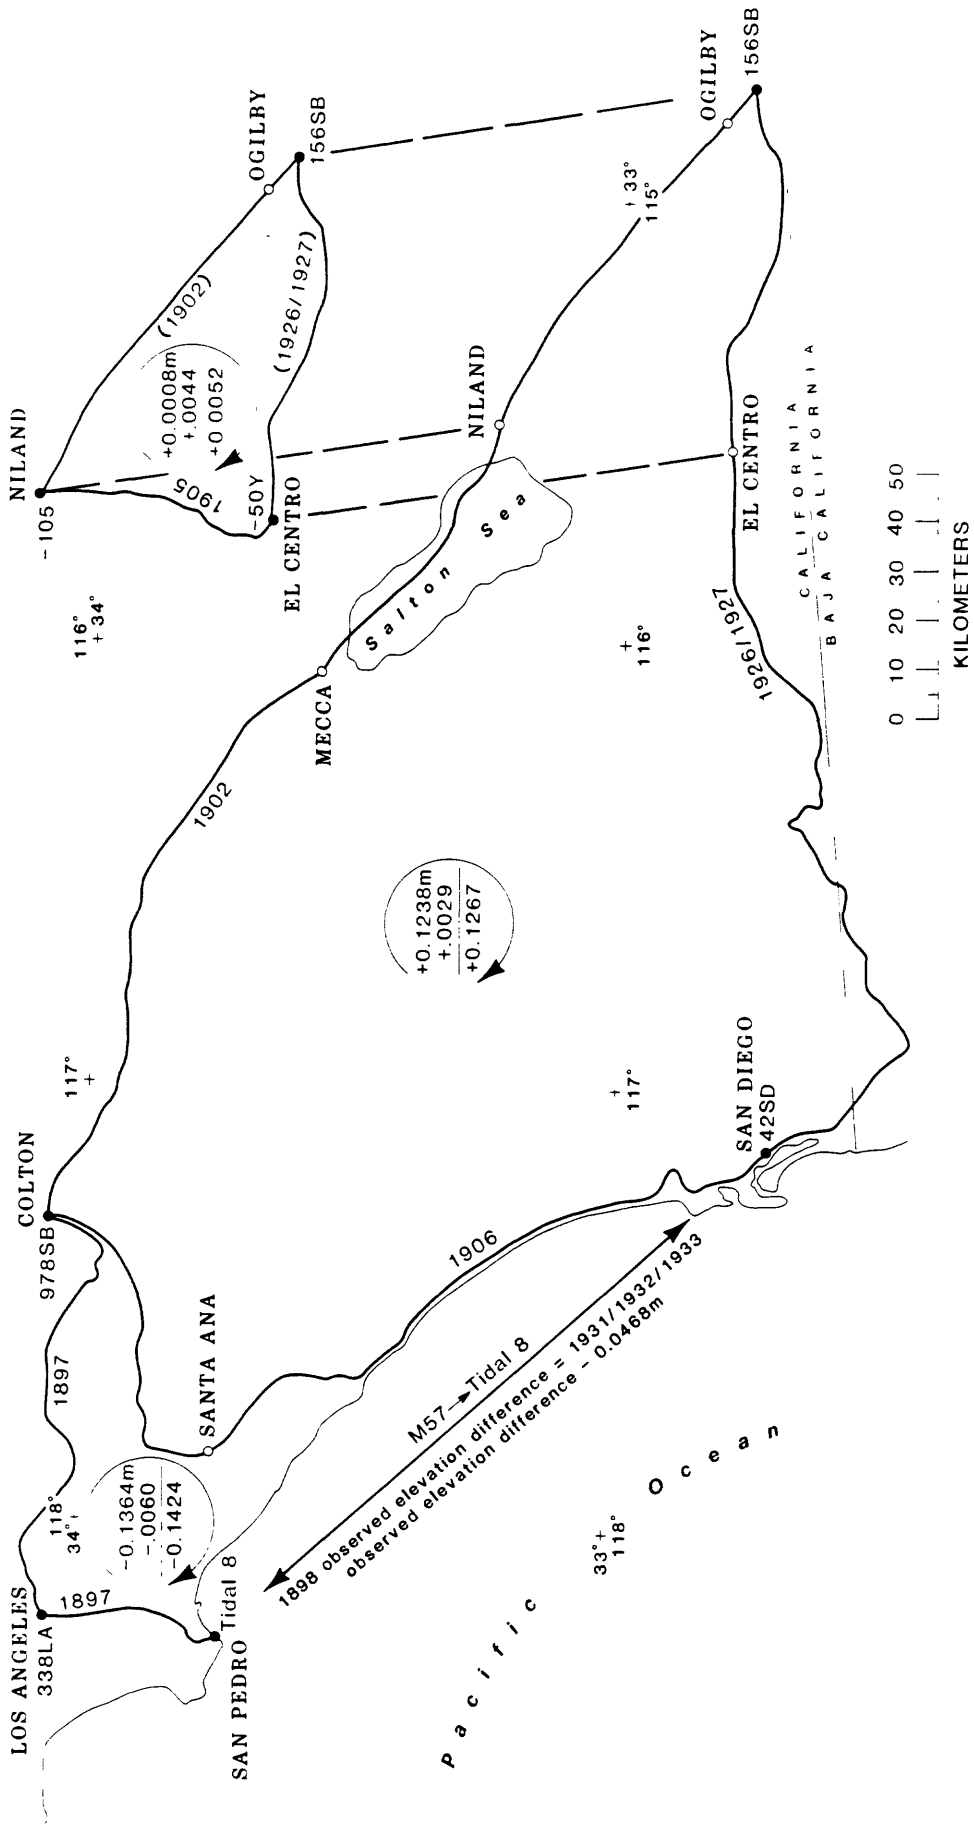 LOS ANGELES
338LA
1897
SAN PEDRO
Tidal 8
118°
34°+
-0.1364m
-.0060
-0.1424
1897
COLTON
978SB
SANTA ANA
1906
M57→Tidal 8
1898 observed elevation difference = 1931/1932/1933
observed elevation difference - 0.0468m
Pacific Ocean
33°+
118°
117°
+
+
117°
SAN DIEGO
42SD
1902
+0.1238m
+.0029
+0.1267
MECCA
Salton Sea
116°
+ 34°
+
116°
NILAND
-105
1905
-50Y
EL CENTRO
+0.0008m
+.0044
+0.0052
(1902)
(1926/1927)
OGILBY
156SB
NILAND
+ 33°
115°
OGILBY
156SB
EL CENTRO
1926/1927
CALIFORNIA
BAJA CALIFORNIA
0 10 20 30 40 50
KILOMETERS